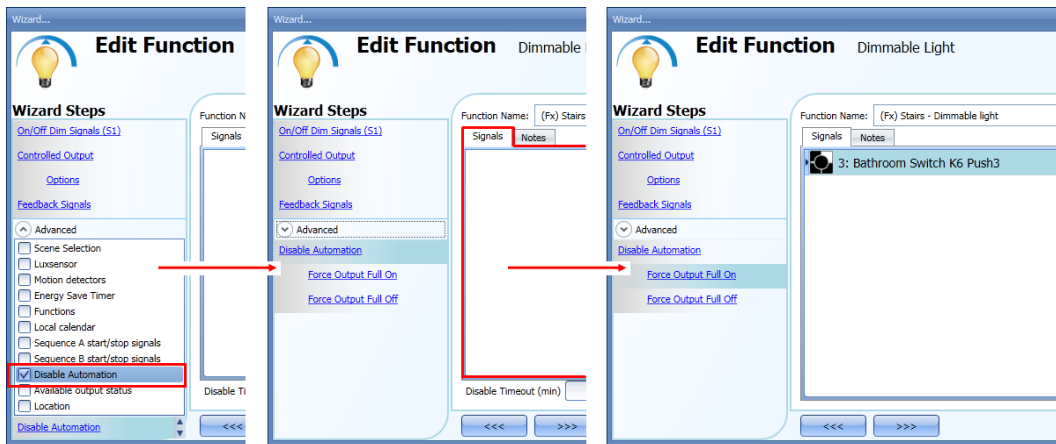 Wizard...
Edit Function
Wizard Steps
On/Off Dim Signals (S1)
Controlled Output
Options
Feedback Signals
Advanced
Scene Selection
Luxsensor
Motion detectors
Energy Save Timer
Functions
Local calendar
Sequence A start/stop signals
Sequence B start/stop signals
Disable Automation
Available output status
Location
Disable Automation
Function N
Signals
Disable Ti
<<<
Wizard...
Edit Function Dimmable
Wizard Steps
On/Off Dim Signals (S1)
Controlled Output
Options
Feedback Signals
Advanced
Disable Automation
Force Output Full On
Force Output Full Off
Function Name: (Fx) Stairs
Signals Notes
Disable Timeout (min)
<<< >>>
Wizard...
Edit Function Dimmable Light
Wizard Steps
On/Off Dim Signals (S1)
Controlled Output
Options
Feedback Signals
Advanced
Disable Automation
Force Output Full On
Force Output Full Off
Function Name: (Fx) Stairs - Dimmable light
Signals Notes
3: Bathroom Switch K6 Push3
<<< >>>